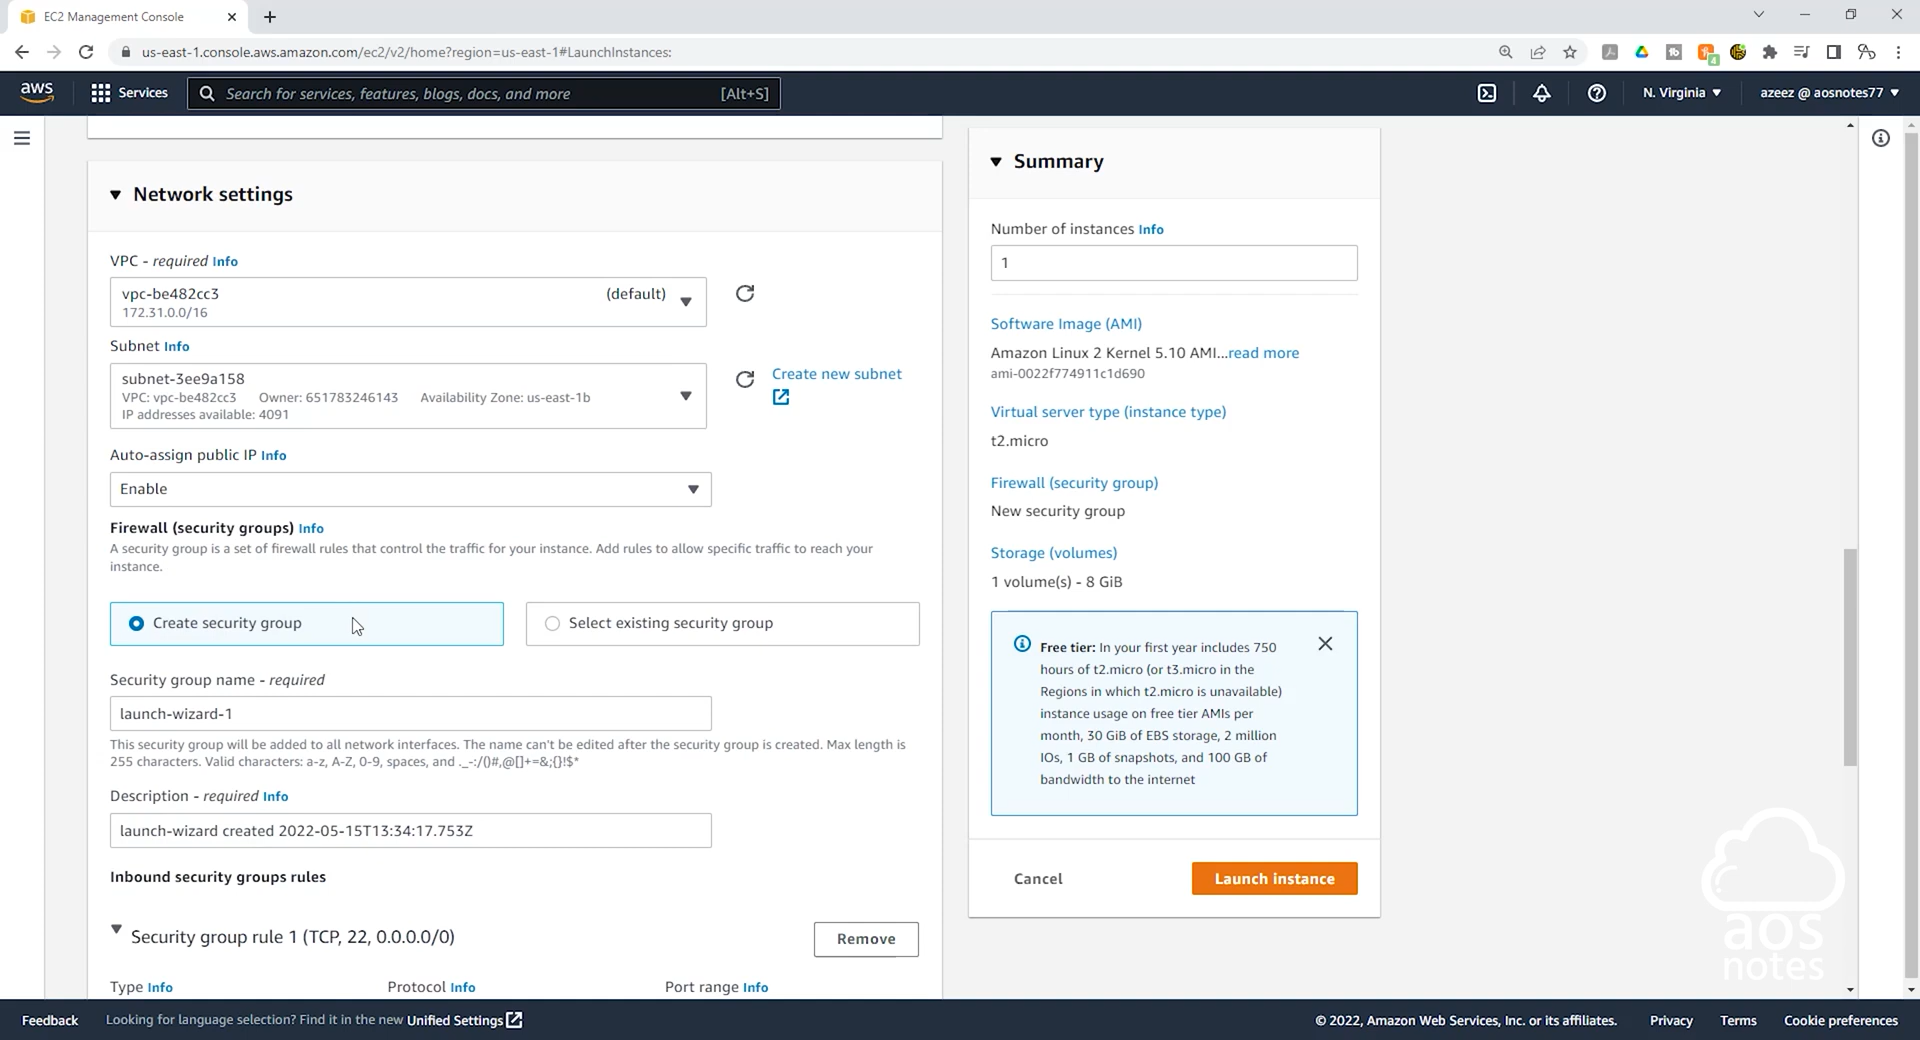 EC2 Management Console
us-east-1.console.aws.amazon.com/ec2/v2/home?region=us-east-1#LaunchInstances:
4
aws
Services
Search for services, features, blogs, docs, and more
[Alt+S]
N. Virginia
azeez @ aosnotes77
Network settings
VPC - required Info
vpc-be482cc3
(default)
172.31.0.0/16
Subnet Info
subnet-3ee9a158
VPC: vpc-be482cc3 Owner: 651783246143 Availability Zone: us-east-1b
IP addresses available: 4091
Create new subnet
Auto-assign public IP Info
Enable
Firewall (security groups) Info
A security group is a set of firewall rules that control the traffic for your instance. Add rules to allow specific traffic to reach your
instance.
Create security group
Select existing security group
Security group name - required
launch-wizard-1
This security group will be added to all network interfaces. The name can't be edited after the security group is created. Max length is
255 characters. Valid characters: a-z, A-Z, 0-9, spaces, and ._-:/()#,@[]+=&;{}!$*
Description - required Info
launch-wizard created 2022-05-15T13:34:17.753Z
Inbound security groups rules
Security group rule 1 (TCP, 22, 0.0.0.0/0)
Remove
Type Info
Protocol Info
Port range Info
Summary
Number of instances Info
1
Software Image (AMI)
Amazon Linux 2 Kernel 5.10 AMI...read more
ami-0022f774911c1d690
Virtual server type (instance type)
t2.micro
Firewall (security group)
New security group
Storage (volumes)
1 volume(s) - 8 GiB
Free tier: In your first year includes 750
hours of t2.micro (or t3.micro in the
Regions in which t2.micro is unavailable)
instance usage on free tier AMIs per
month, 30 GiB of EBS storage, 2 million
IOs, 1 GB of snapshots, and 100 GB of
bandwidth to the internet
Cancel
Launch instance
aos
notes
Feedback
Looking for language selection? Find it in the new Unified Settings
© 2022, Amazon Web Services, Inc. or its affiliates.
Privacy
Terms
Cookie preferences